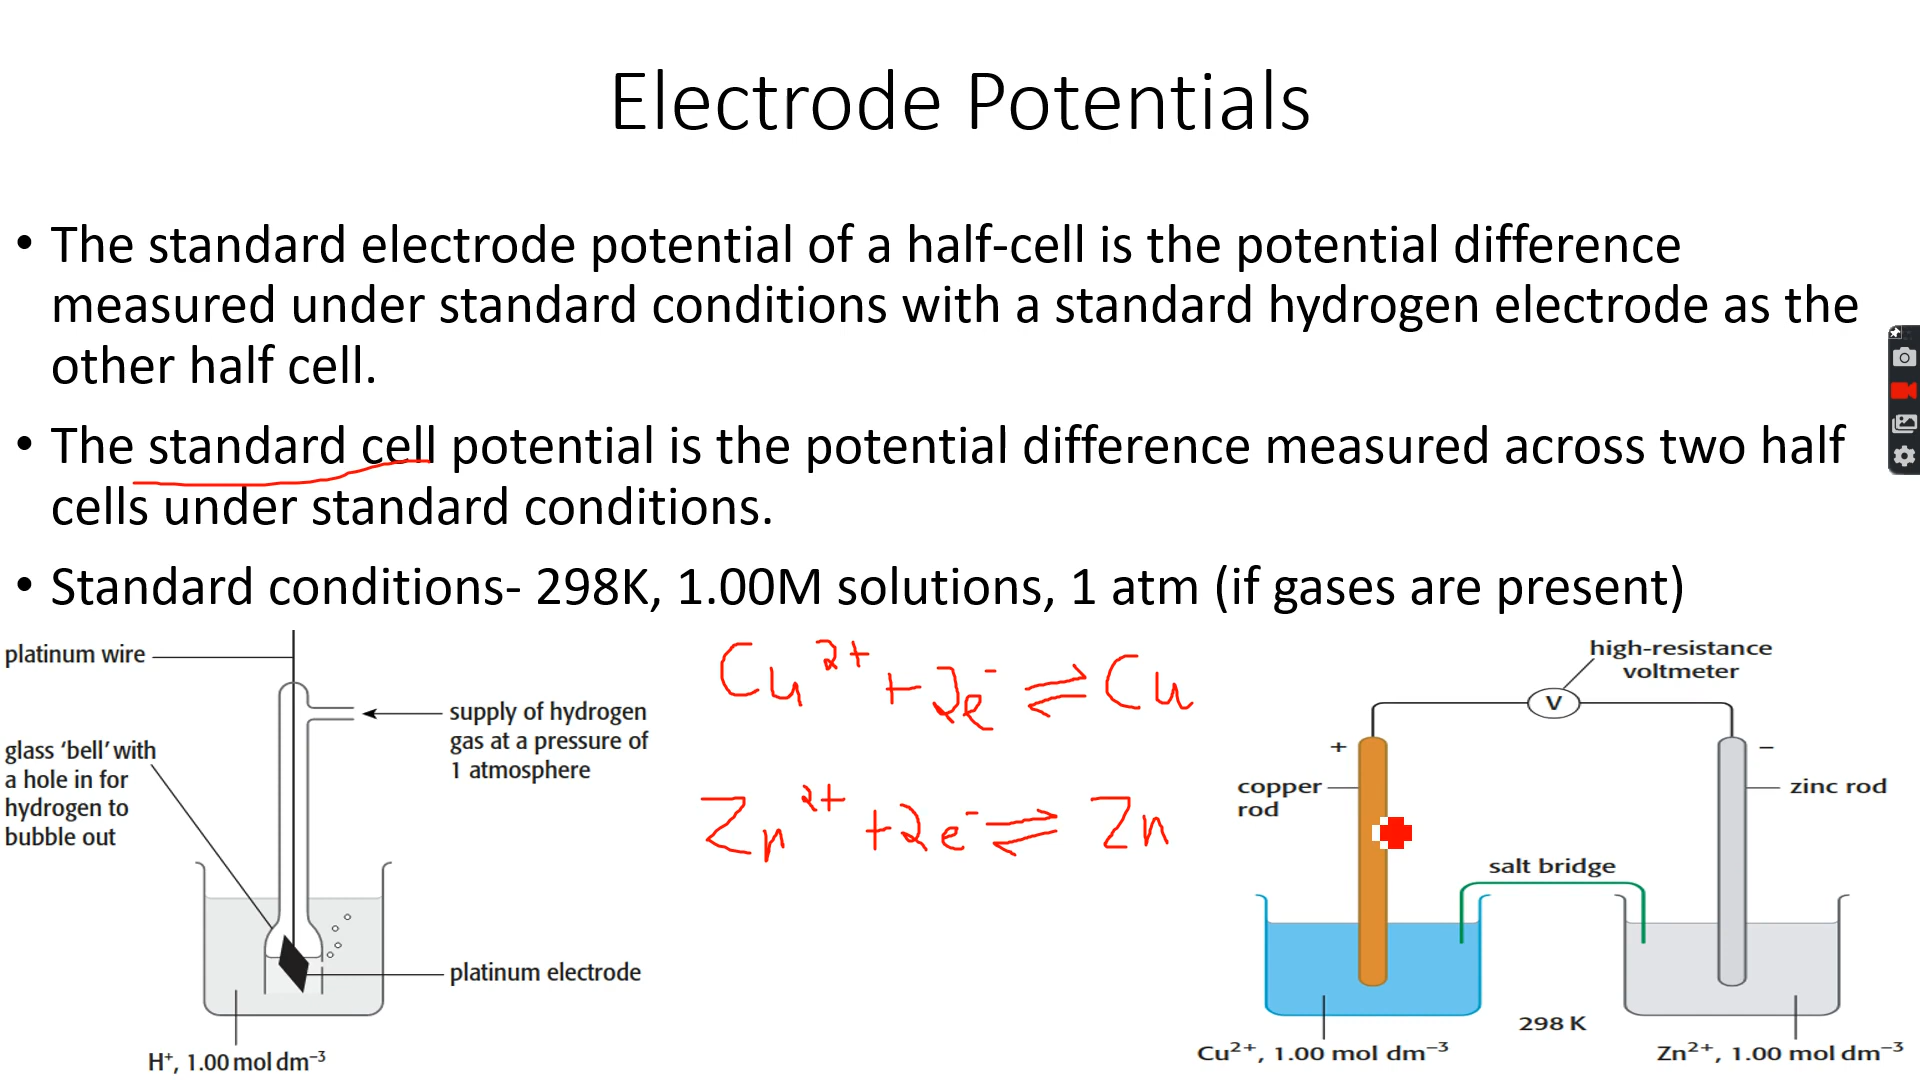 Electrode Potentials
• The standard electrode potential of a half-cell is the potential difference
measured under standard conditions with a standard hydrogen electrode as the
other half cell.
• The standard cell potential is the potential difference measured across two half
cells under standard conditions.
• Standard conditions- 298K, 1.00M solutions, 1 atm (if gases are present)
platinum wire
supply of hydrogen
gas at a pressure of
1 atmosphere
glass ‘bell’ with
a hole in for
hydrogen to
bubble out
platinum electrode
H⁺, 1.00 mol dm⁻³
Cu²⁺ + 2e⁻ ⇌ Cu
Zn²⁺ + 2e⁻ ⇌ Zn
high-resistance
voltmeter
V
+
−
copper
rod
zinc rod
salt bridge
298 K
Cu²⁺, 1.00 mol dm⁻³
Zn²⁺, 1.00 mol dm⁻³